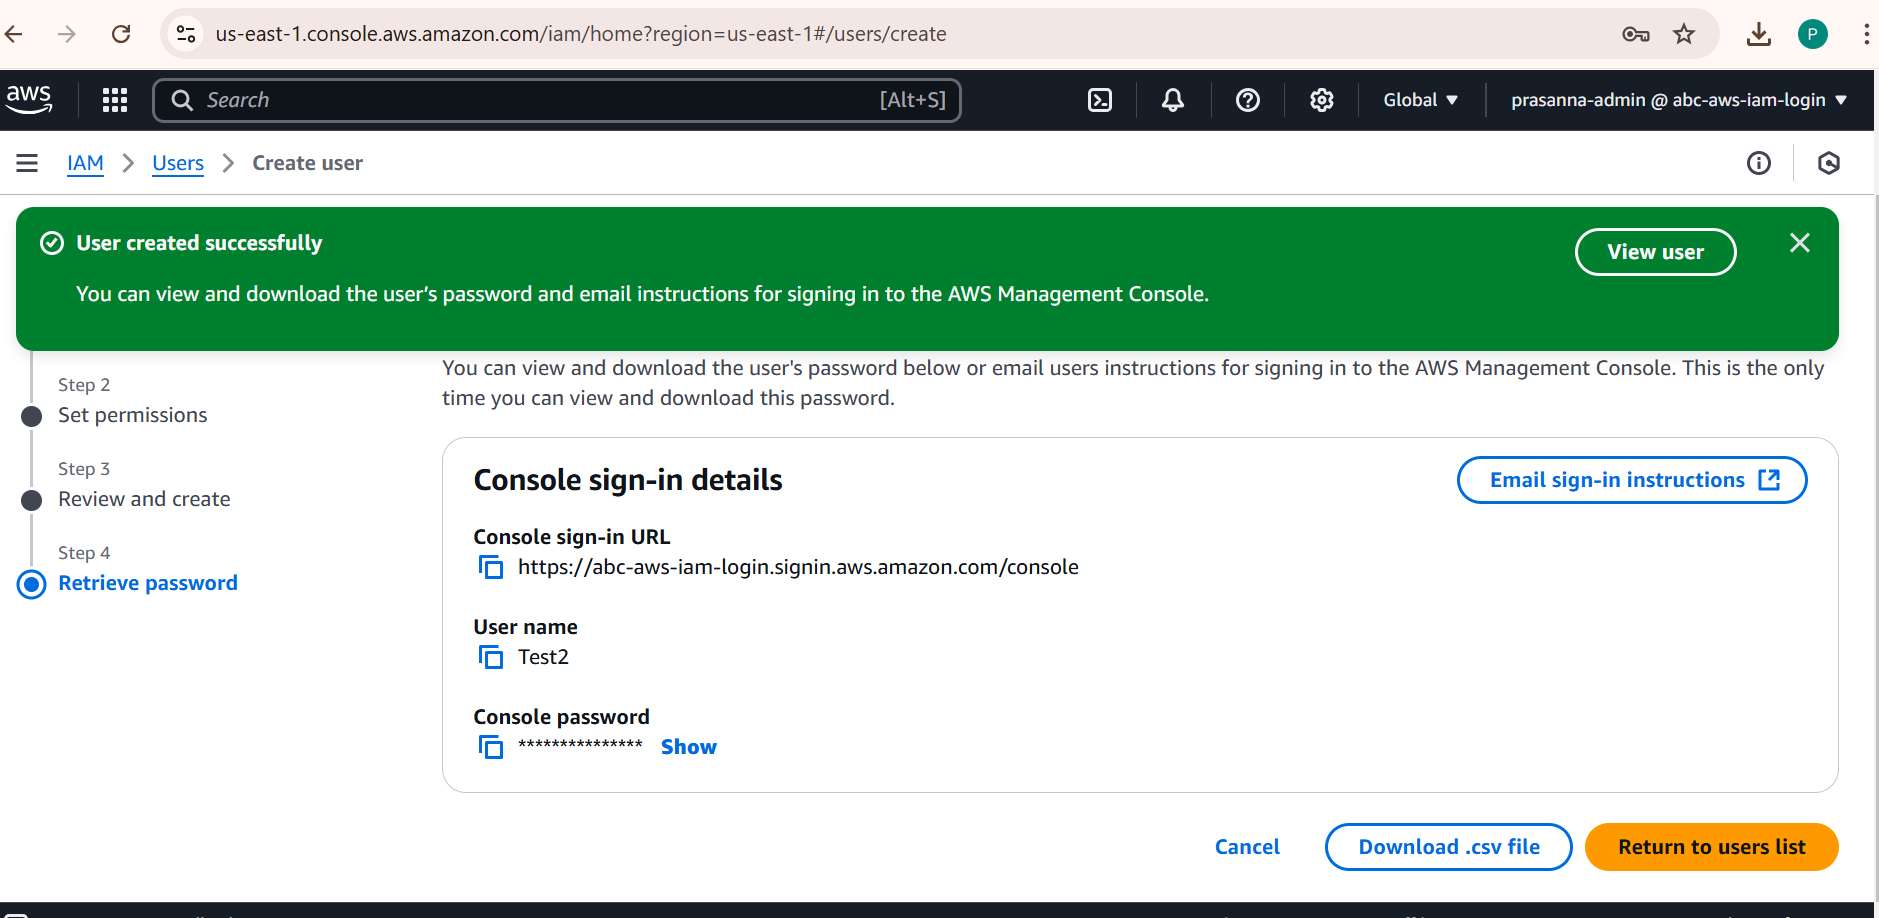 us-east-1.console.aws.amazon.com/iam/home?region=us-east-1#/users/create
P
aws
Search
[Alt+S]
Global
prasanna-admin @ abc-aws-iam-login
IAM
Users
Create user
User created successfully
View user
You can view and download the user's password and email instructions for signing in to the AWS Management Console.
You can view and download the user's password below or email users instructions for signing in to the AWS Management Console. This is the only
time you can view and download this password.
Step 2
Set permissions
Step 3
Review and create
Step 4
Retrieve password
Console sign-in details
Email sign-in instructions
Console sign-in URL
https://abc-aws-iam-login.signin.aws.amazon.com/console
User name
Test2
Console password
*************** Show
Cancel
Download .csv file
Return to users list